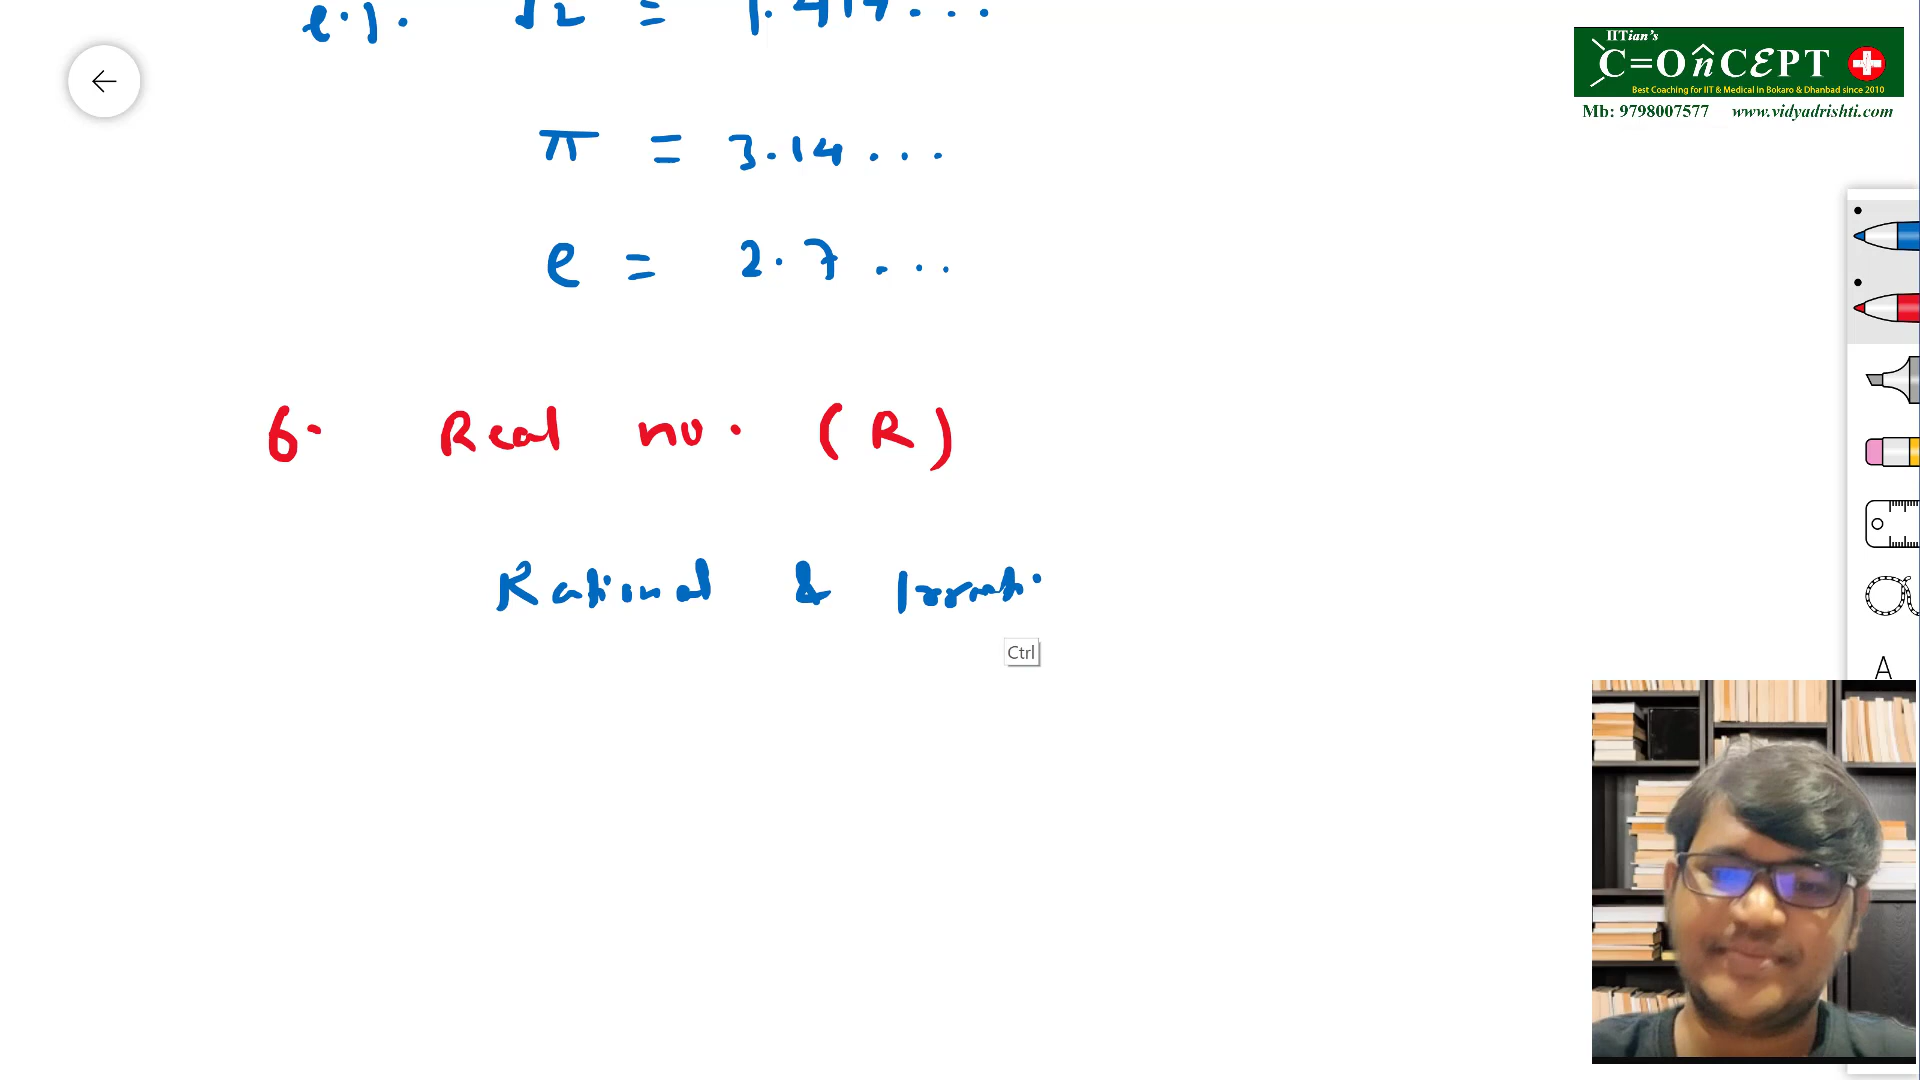 e.g. √2 = 1.414...
IITian's
C=OnCEPT
Best Coaching for IIT & Medical in Bokaro & Dhanbad since 2010
Mb: 9798007577 www.vidyadrishti.com
π = 3.14...
e = 2.7...
6. Real no. (R)
Rational & Irrati.
Ctrl
A